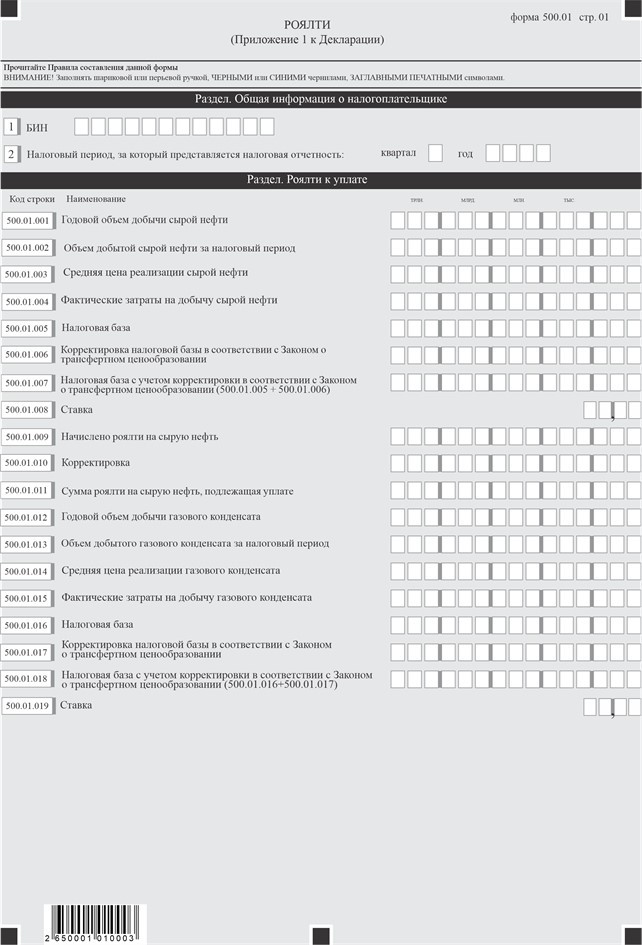 форма 500.01 стр. 01
РОЯЛТИ
(Приложение 1 к Декларации)
Прочитайте Правила составления данной формы
ВНИМАНИЕ! Заполнять шариковой или перьевой ручкой, ЧЕРНЫМИ или СИНИМИ чернилами, ЗАГЛАВНЫМИ ПЕЧАТНЫМИ символами.
Раздел. Общая информация о налогоплательщике
1 БИН
2 Налоговый период, за который представляется налоговая отчетность: квартал год
Раздел. Роялти к уплате
Код строки Наименование трлн млрд млн тыс
500.01.001 Годовой объем добычи сырой нефти
500.01.002 Объем добытой сырой нефти за налоговый период
500.01.003 Средняя цена реализации сырой нефти
500.01.004 Фактические затраты на добычу сырой нефти
500.01.005 Налоговая база
500.01.006 Корректировка налоговой базы в соответствии с Законом о
трансфертном ценообразовании
500.01.007 Налоговая база с учетом корректировки в соответствии с Законом
о трансфертном ценообразовании (500.01.005 + 500.01.006)
500.01.008 Ставка ,
500.01.009 Начислено роялти на сырую нефть
500.01.010 Корректировка
500.01.011 Сумма роялти на сырую нефть, подлежащая уплате
500.01.012 Годовой объем добычи газового конденсата
500.01.013 Объем добытого газового конденсата за налоговый период
500.01.014 Средняя цена реализации газового конденсата
500.01.015 Фактические затраты на добычу газового конденсата
500.01.016 Налоговая база
500.01.017 Корректировка налоговой базы в соответствии с Законом
о трансфертном ценообразовании
500.01.018 Налоговая база с учетом корректировки в соответствии с Законом
о трансфертном ценообразовании (500.01.016+500.01.017)
500.01.019 Ставка ,
2 650001 010003